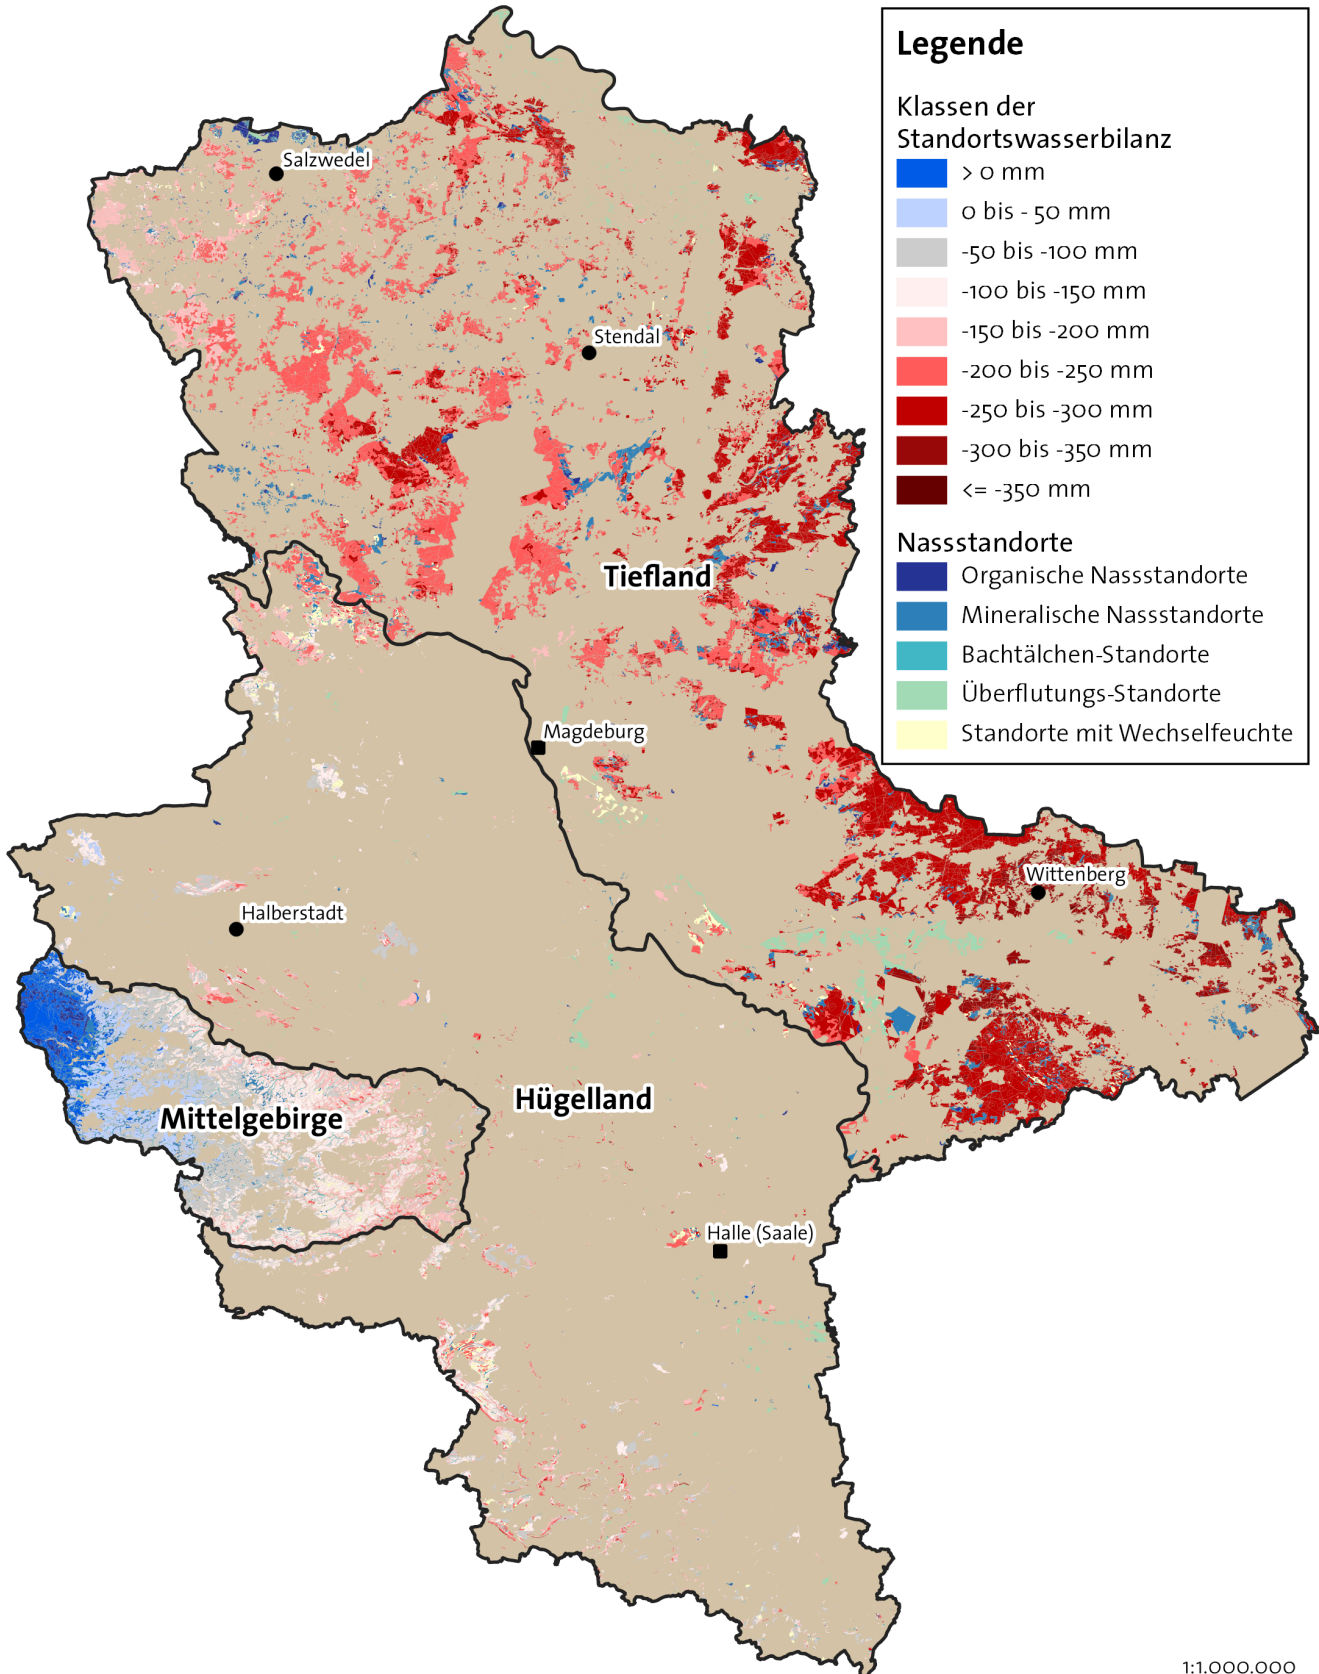 Legende
Klassen der
Standortswasserbilanz
> 0 mm
0 bis - 50 mm
-50 bis -100 mm
-100 bis -150 mm
-150 bis -200 mm
-200 bis -250 mm
-250 bis -300 mm
-300 bis -350 mm
<= -350 mm
Nassstandorte
Organische Nassstandorte
Mineralische Nassstandorte
Bachtälchen-Standorte
Überflutungs-Standorte
Standorte mit Wechselfeuchte
Salzwedel
Stendal
Tiefland
Magdeburg
Wittenberg
Halberstadt
Hügelland
Mittelgebirge
Halle (Saale)
1:1.000.000